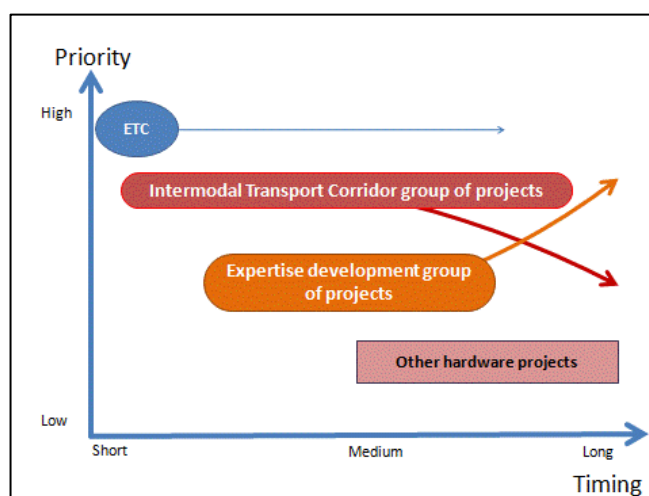 Priority
High
ETC
Intermodal Transport Corridor group of projects
Expertise development group
of projects
Other hardware projects
Low
Short
Medium
Long
Timing